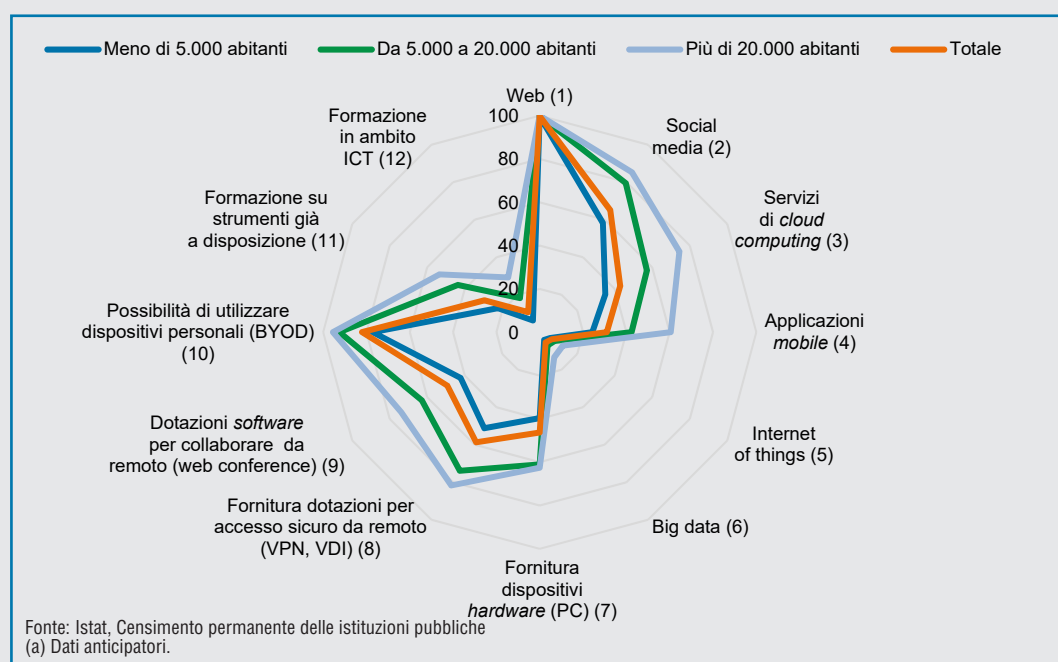 Meno di 5.000 abitanti
Da 5.000 a 20.000 abitanti
Più di 20.000 abitanti
Totale
Web (1)
100
80
60
40
20
0
Social
media (2)
Servizi
di cloud
computing (3)
Applicazioni
mobile (4)
Internet
of things (5)
Big data (6)
Fornitura
dispositivi
hardware (PC) (7)
Fornitura dotazioni per
accesso sicuro da remoto
(VPN, VDI) (8)
Dotazioni software
per collaborare da
remoto (web conference) (9)
Possibilità di utilizzare
dispositivi personali (BYOD)
(10)
Formazione su
strumenti già
a disposizione (11)
Formazione
in ambito
ICT (12)
Fonte: Istat, Censimento permanente delle istituzioni pubbliche
(a) Dati anticipatori.